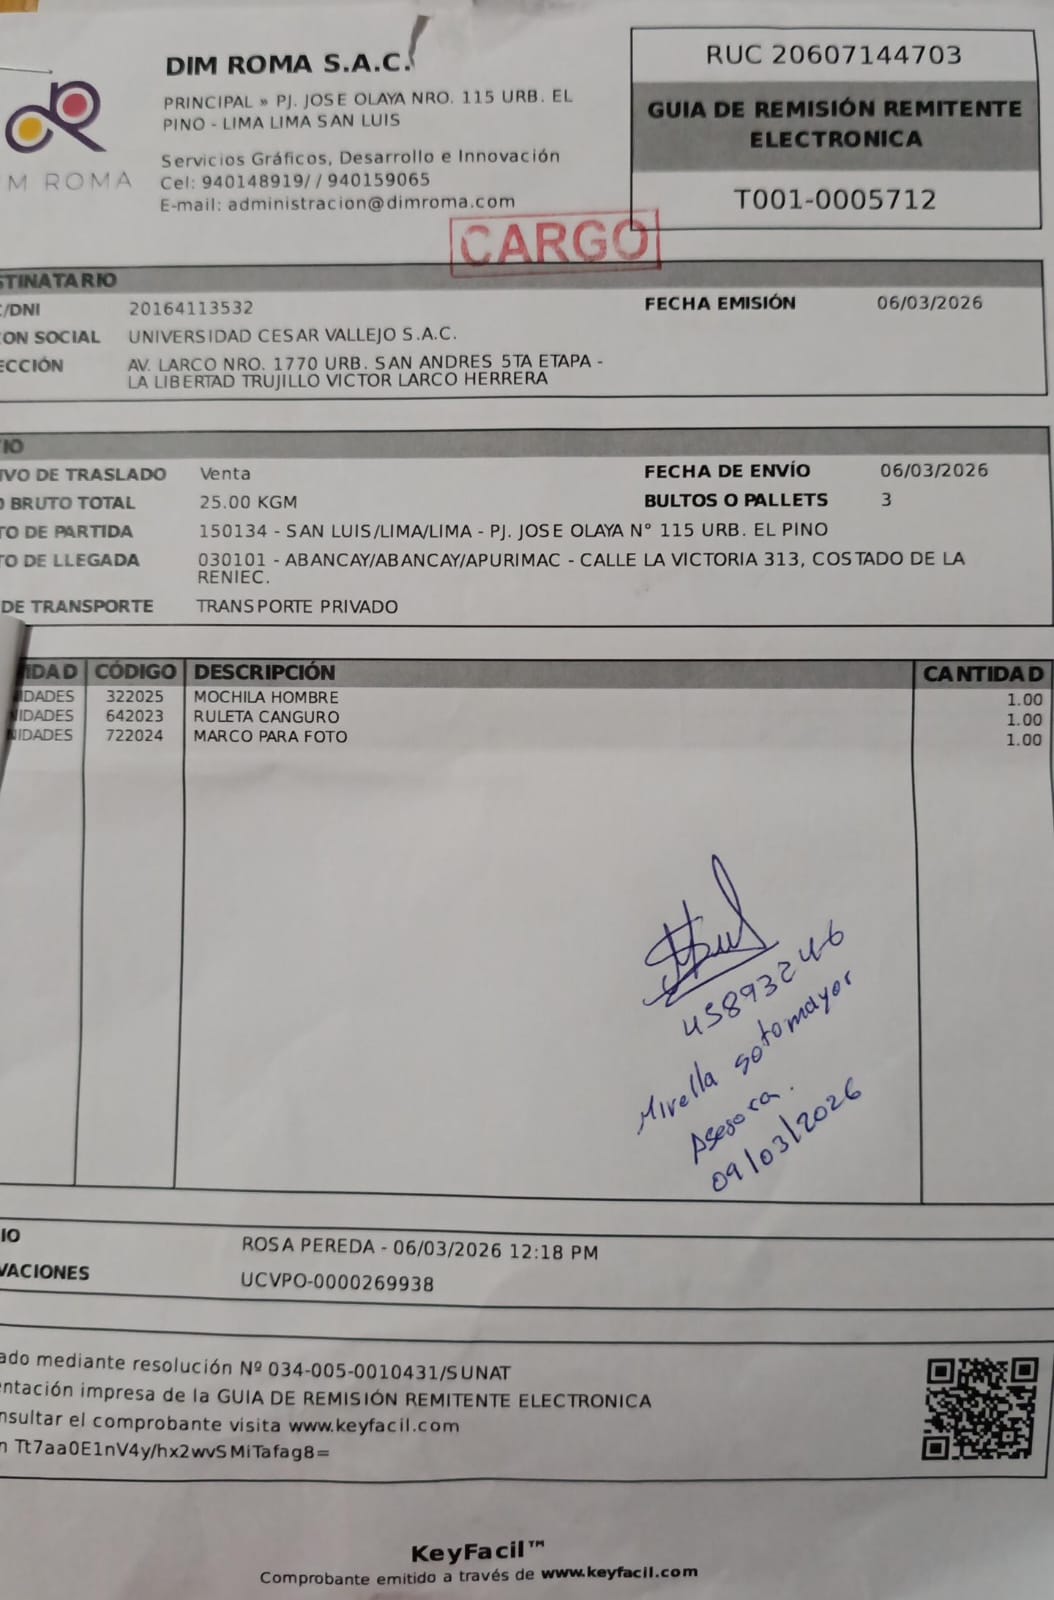 DIM ROMA S.A.C.
PRINCIPAL » PJ. JOSE OLAYA NRO. 115 URB. EL
PINO - LIMA LIMA SAN LUIS
Servicios Gráficos, Desarrollo e Innovación
Cel: 940148919/ / 940159065
E-mail: administracion@dimroma.com
M ROMA
RUC 20607144703
GUIA DE REMISIÓN REMITENTE
ELECTRONICA
T001-0005712
CARGO
STINATARIO
C/DNI 20164113532 FECHA EMISIÓN 06/03/2026
ON SOCIAL UNIVERSIDAD CESAR VALLEJO S.A.C.
ECCIÓN AV. LARCO NRO. 1770 URB. SAN ANDRES 5TA ETAPA -
LA LIBERTAD TRUJILLO VICTOR LARCO HERRERA
IO
IVO DE TRASLADO Venta FECHA DE ENVÍO 06/03/2026
O BRUTO TOTAL 25.00 KGM BULTOS O PALLETS 3
TO DE PARTIDA 150134 - SAN LUIS/LIMA/LIMA - PJ. JOSE OLAYA N° 115 URB. EL PINO
TO DE LLEGADA 030101 - ABANCAY/ABANCAY/APURIMAC - CALLE LA VICTORIA 313, COSTADO DE LA
RENIEC.
DE TRANSPORTE TRANSPORTE PRIVADO
IDAD CÓDIGO DESCRIPCIÓN CANTIDAD
IDADES 322025 MOCHILA HOMBRE 1.00
NIDADES 642023 RULETA CANGURO 1.00
NIDADES 722024 MARCO PARA FOTO 1.00
45893246
Mirella sotomayor
Asesora.
09/03/2026
IO ROSA PEREDA - 06/03/2026 12:18 PM
VACIONES UCVPO-0000269938
ado mediante resolución Nº 034-005-0010431/SUNAT
entación impresa de la GUIA DE REMISIÓN REMITENTE ELECTRONICA
nsultar el comprobante visita www.keyfacil.com
n Tt7aa0E1nV4y/hx2wvSMiTafag8=
KeyFacil™
Comprobante emitido a través de www.keyfacil.com